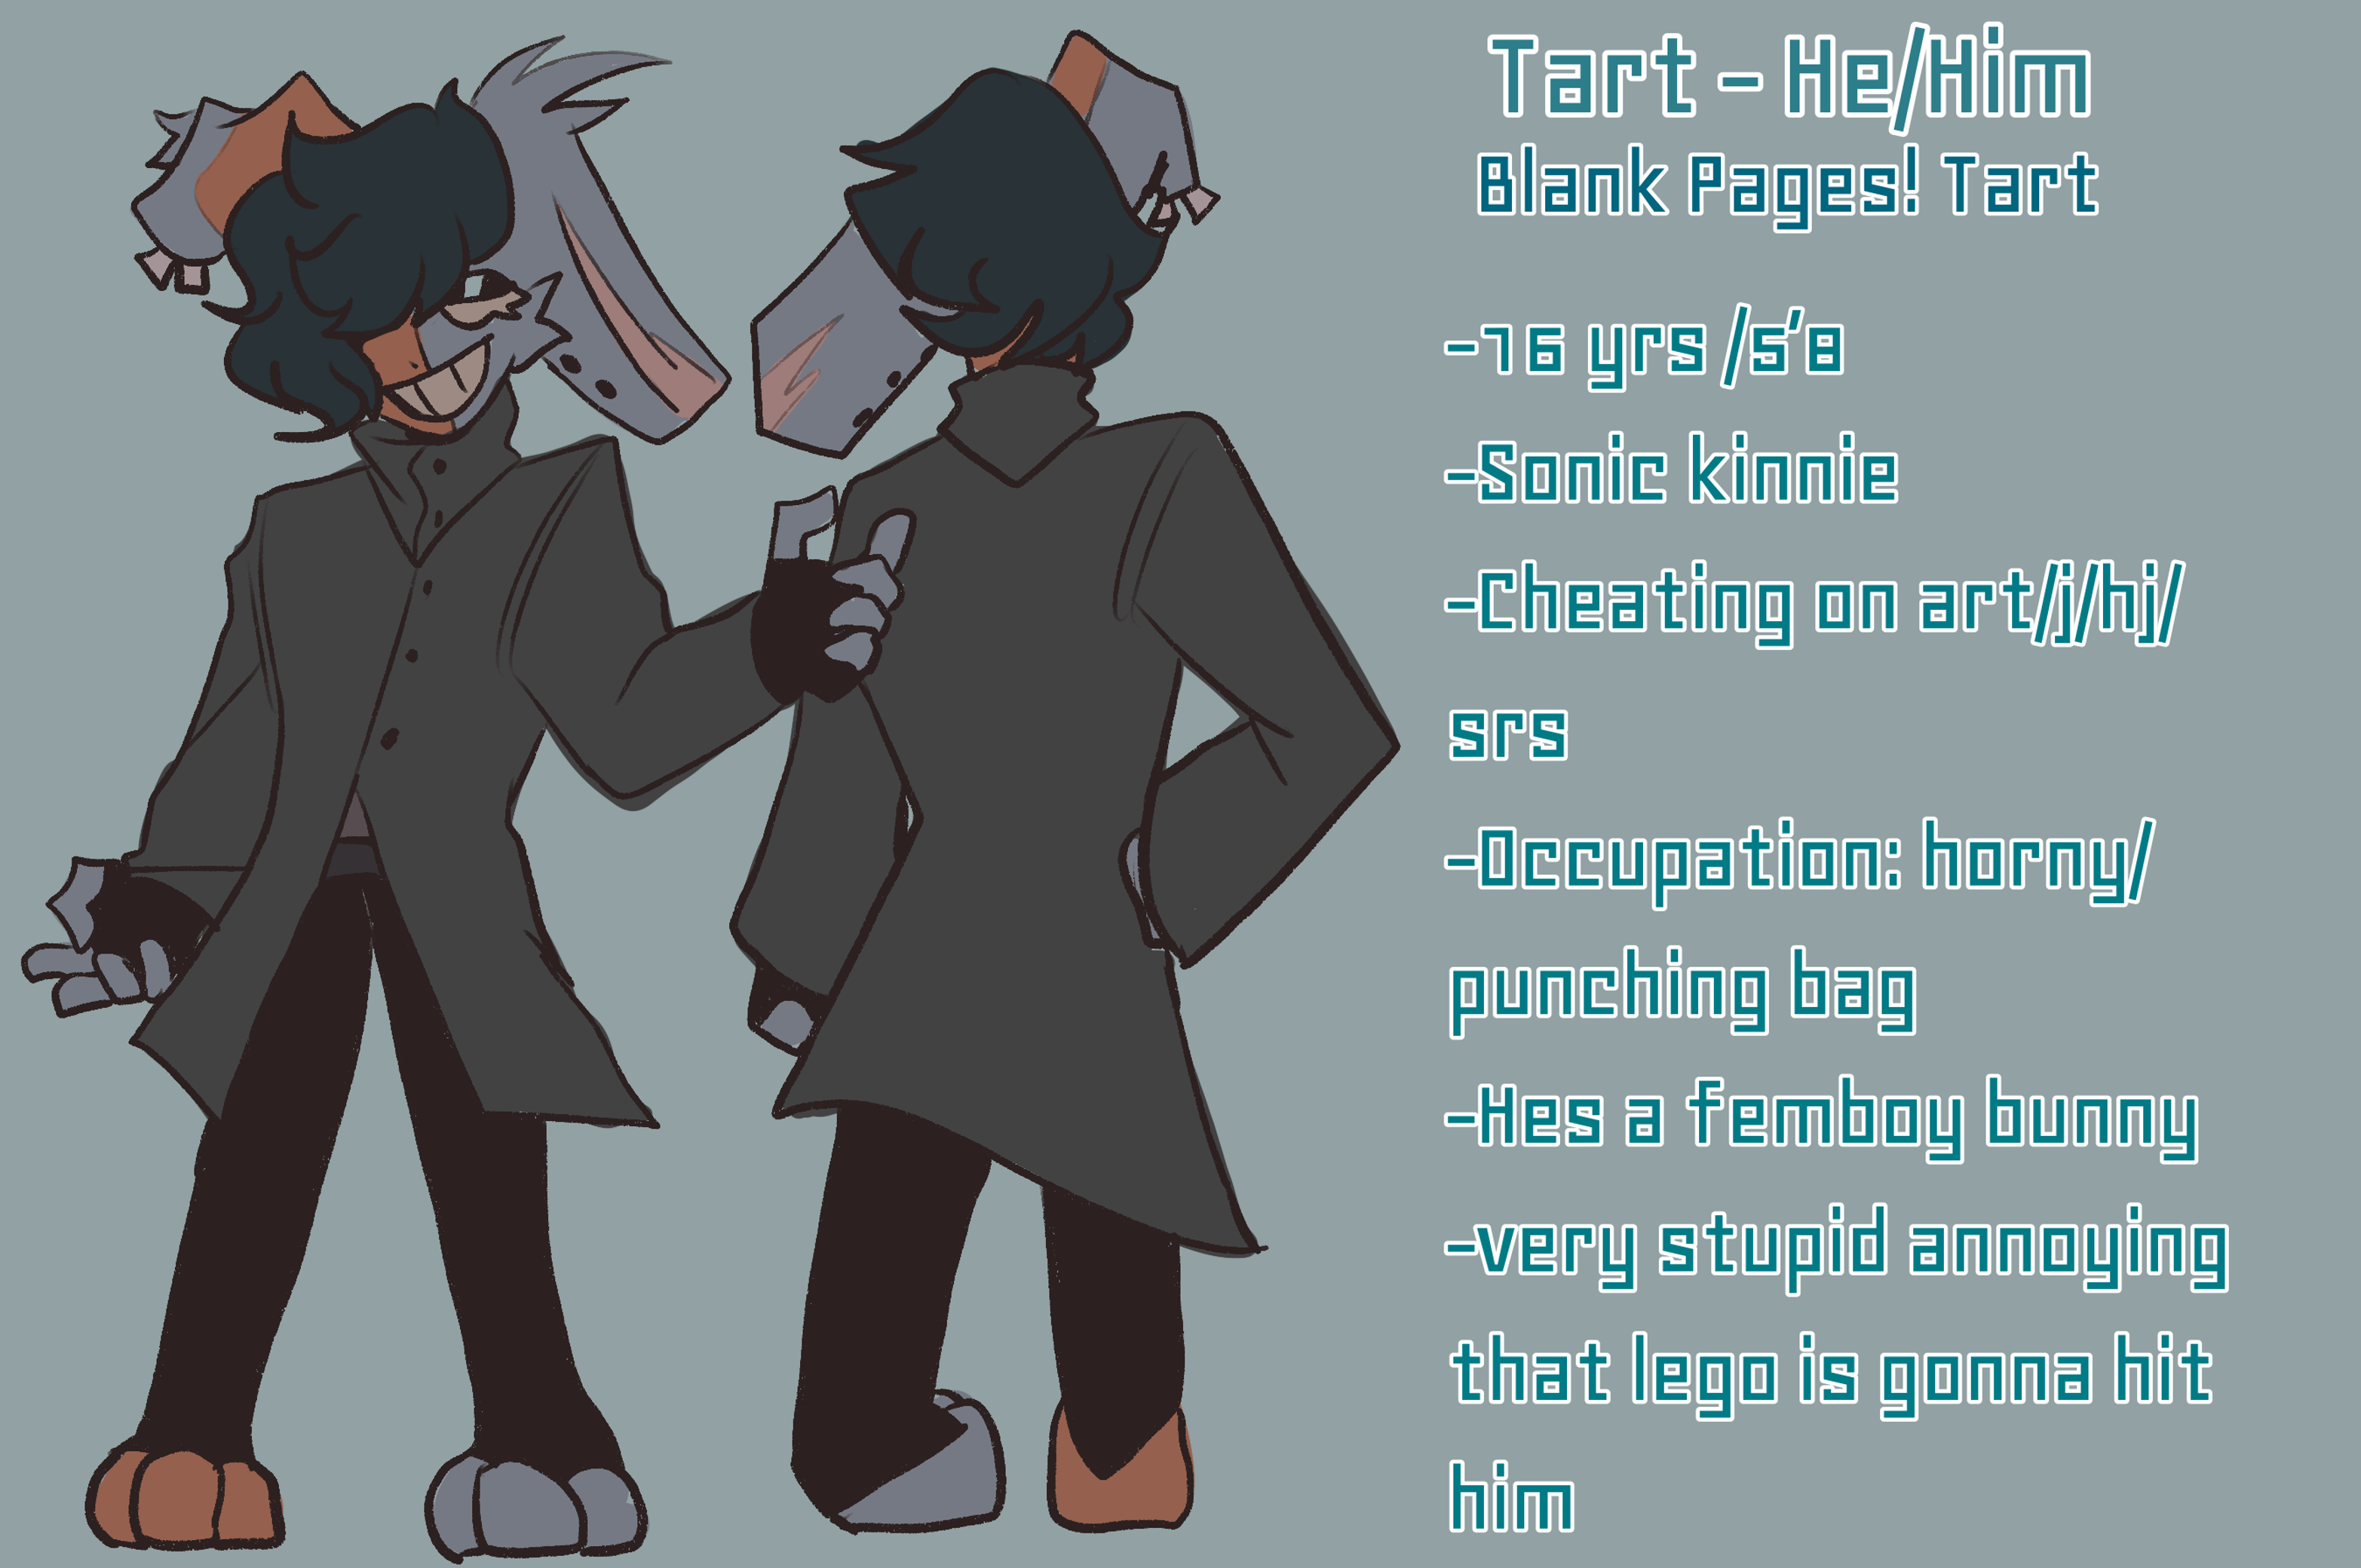 Tart - He/Him
Blank Pages! Tart
-16 yrs /5'8
-Sonic kinnie
-Cheating on art/j//hj/
srs
-Occupation: horny/
punching bag
-Hes a femboy bunny
-very stupid annoying
that lego is gonna hit
him